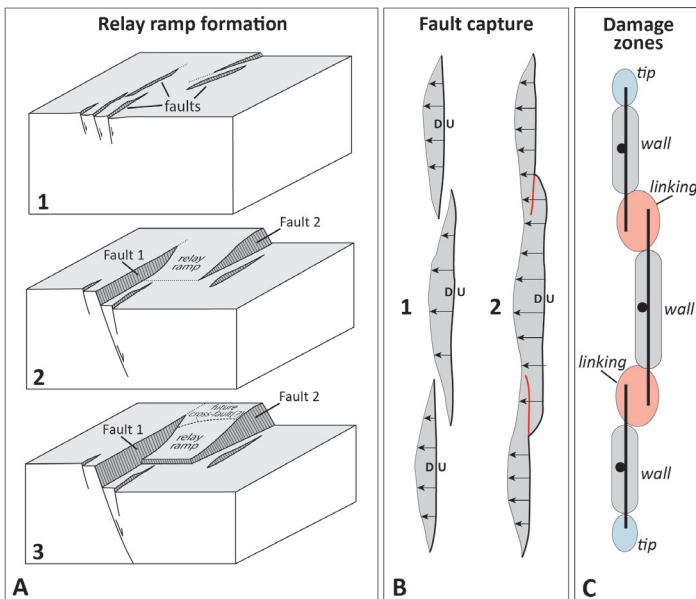 Relay ramp formation
faults
1
Fault 2
Fault 1
relay
ramp
2
future
cross-fault(?)
Fault 2
Fault 1
relay
ramp
3
A
Fault capture
D U
D U
1
2
D U
D U
B
Damage
zones
tip
wall
linking
wall
linking
wall
tip
C